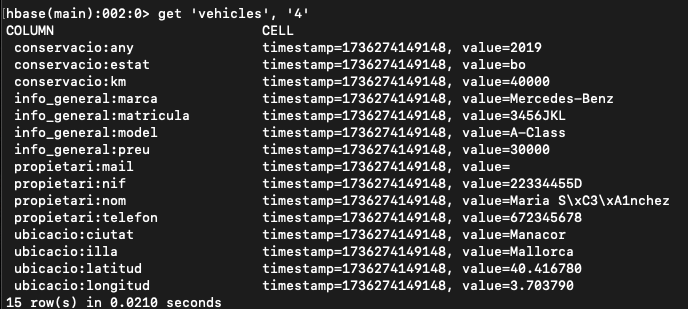 hbase(main):002:0> get 'vehicles', '4'
COLUMN CELL
conservacio:any timestamp=1736274149148, value=2019
conservacio:estat timestamp=1736274149148, value=bo
conservacio:km timestamp=1736274149148, value=40000
info_general:marca timestamp=1736274149148, value=Mercedes-Benz
info_general:matricula timestamp=1736274149148, value=3456JKL
info_general:model timestamp=1736274149148, value=A-Class
info_general:preu timestamp=1736274149148, value=30000
propietari:mail timestamp=1736274149148, value=
propietari:nif timestamp=1736274149148, value=22334455D
propietari:nom timestamp=1736274149148, value=Maria S\xC3\xA1nchez
propietari:telefon timestamp=1736274149148, value=672345678
ubicacio:ciutat timestamp=1736274149148, value=Manacor
ubicacio:illa timestamp=1736274149148, value=Mallorca
ubicacio:latitud timestamp=1736274149148, value=40.416780
ubicacio:longitud timestamp=1736274149148, value=3.703790
15 row(s) in 0.0210 seconds